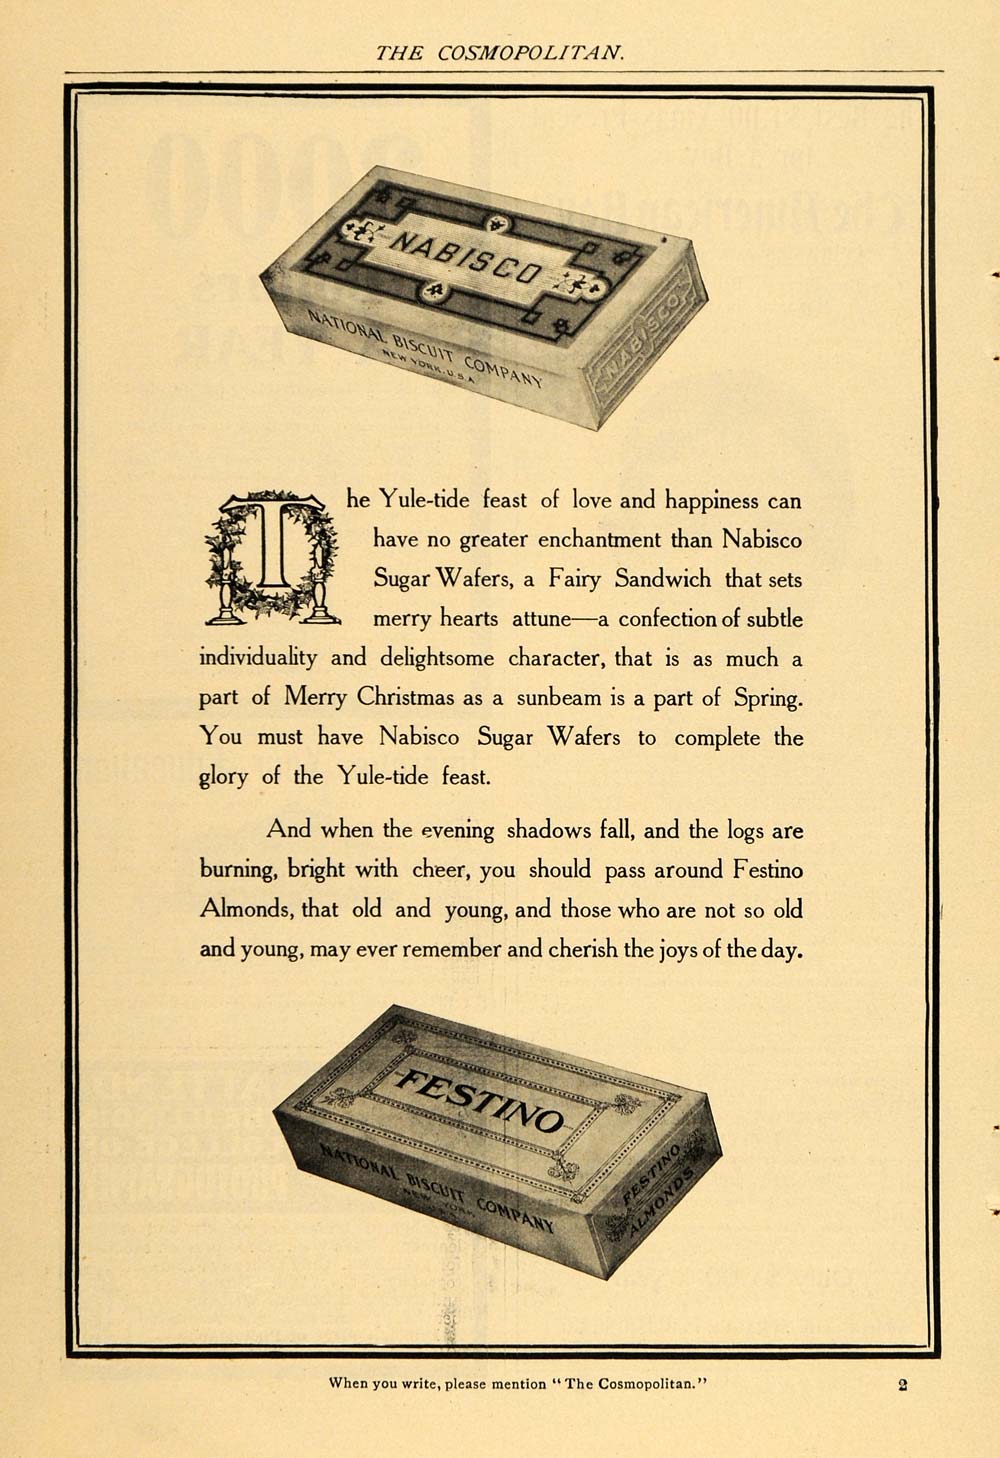 THE COSMOPOLITAN.
NABISCO
NATIONAL BISCUIT COMPANY
NEW YORK, U.S.A.
NABISCO
The Yule-tide feast of love and happiness can
have no greater enchantment than Nabisco
Sugar Wafers, a Fairy Sandwich that sets
merry hearts attune—a confection of subtle
individuality and delightsome character, that is as much a
part of Merry Christmas as a sunbeam is a part of Spring.
You must have Nabisco Sugar Wafers to complete the
glory of the Yule-tide feast.
And when the evening shadows fall, and the logs are
burning, bright with cheer, you should pass around Festino
Almonds, that old and young, and those who are not so old
and young, may ever remember and cherish the joys of the day.
FESTINO
NATIONAL BISCUIT COMPANY
NEW YORK
FESTINO
ALMONDS
When you write, please mention "The Cosmopolitan."
2